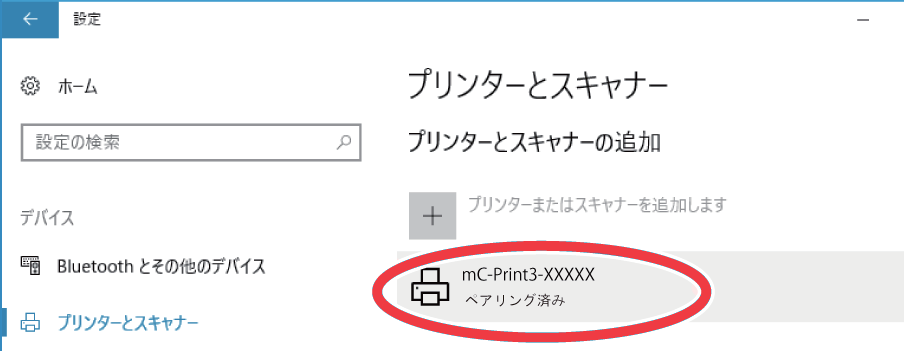 設定
ホーム
設定の検索
デバイス
Bluetooth とその他のデバイス
プリンターとスキャナー
プリンターとスキャナー
プリンターとスキャナーの追加
プリンターまたはスキャナーを追加します
mC-Print3-XXXXX
ペアリング済み